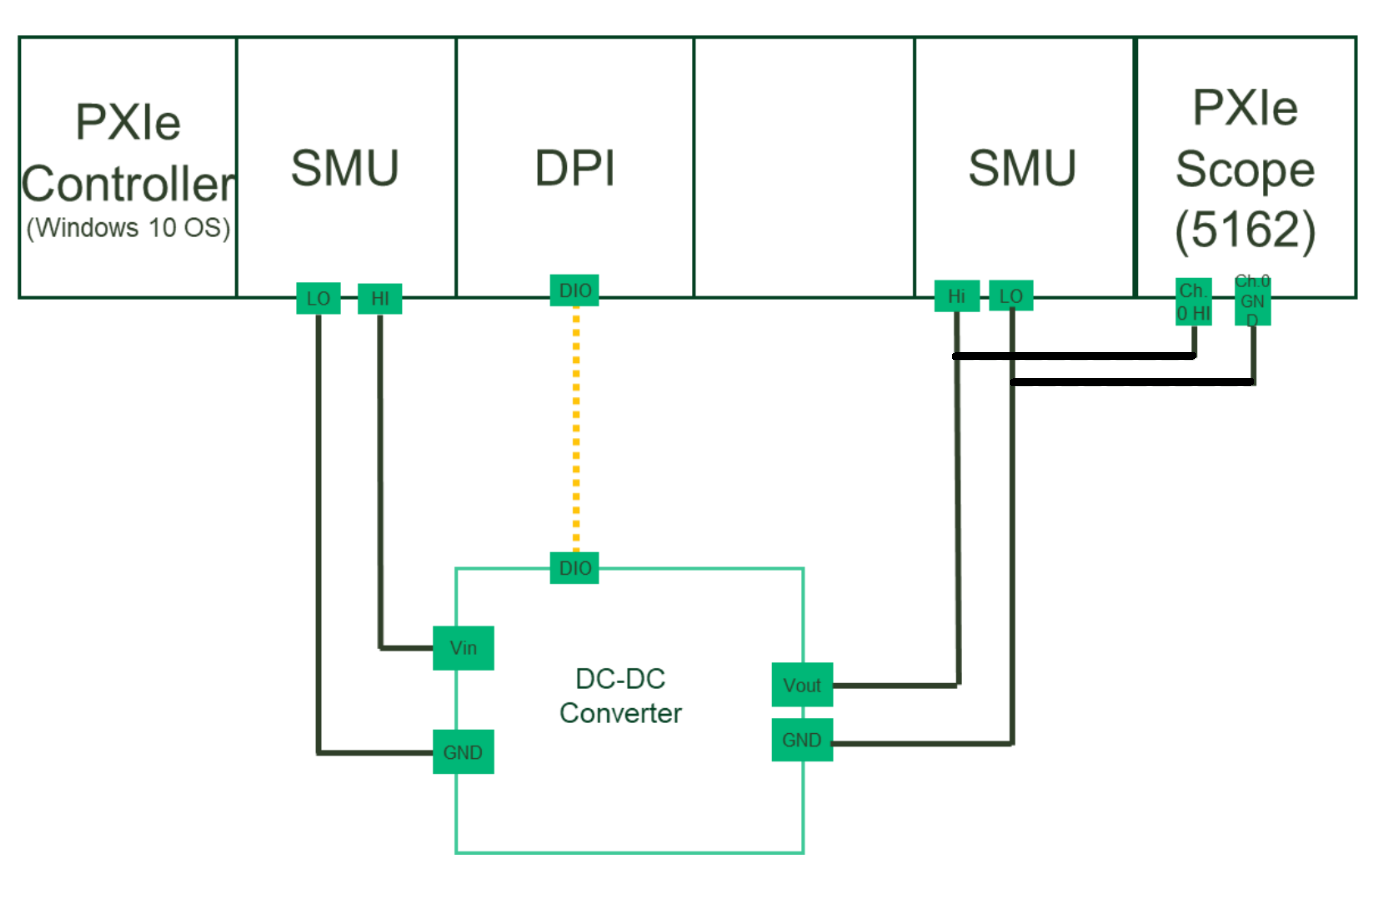 PXIe
Controller
(Windows 10 OS)
SMU
DPI
SMU
PXIe
Scope
(5162)
LO
HI
DIO
Hi
LO
Ch.
0 HI
Ch.0
GN
D
DIO
Vin
GND
DC-DC
Converter
Vout
GND